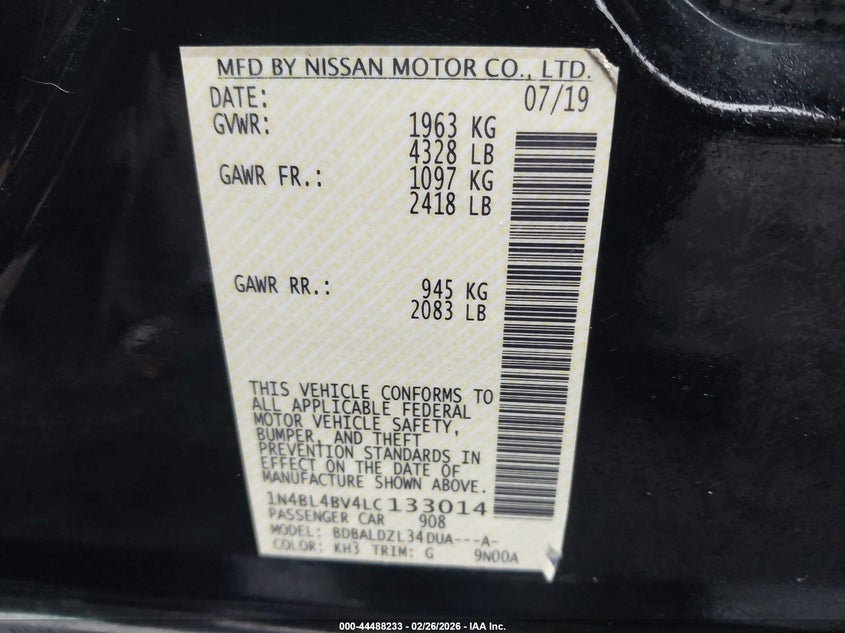 MFD BY NISSAN MOTOR CO., LTD.
DATE: 07/19
GVWR: 1963 KG
4328 LB
GAWR FR.: 1097 KG
2418 LB
GAWR RR.: 945 KG
2083 LB
THIS VEHICLE CONFORMS TO
ALL APPLICABLE FEDERAL
MOTOR VEHICLE SAFETY,
BUMPER, AND THEFT
PREVENTION STANDARDS IN
EFFECT ON THE DATE OF
MANUFACTURE SHOWN ABOVE.
1N4BL4BV4LC133014
PASSENGER CAR 908
MODEL: BDBALDZL34DUA---A-
COLOR: KH3 TRIM: G 9N00A
000-44488233 - 02/26/2026 - IAA Inc.